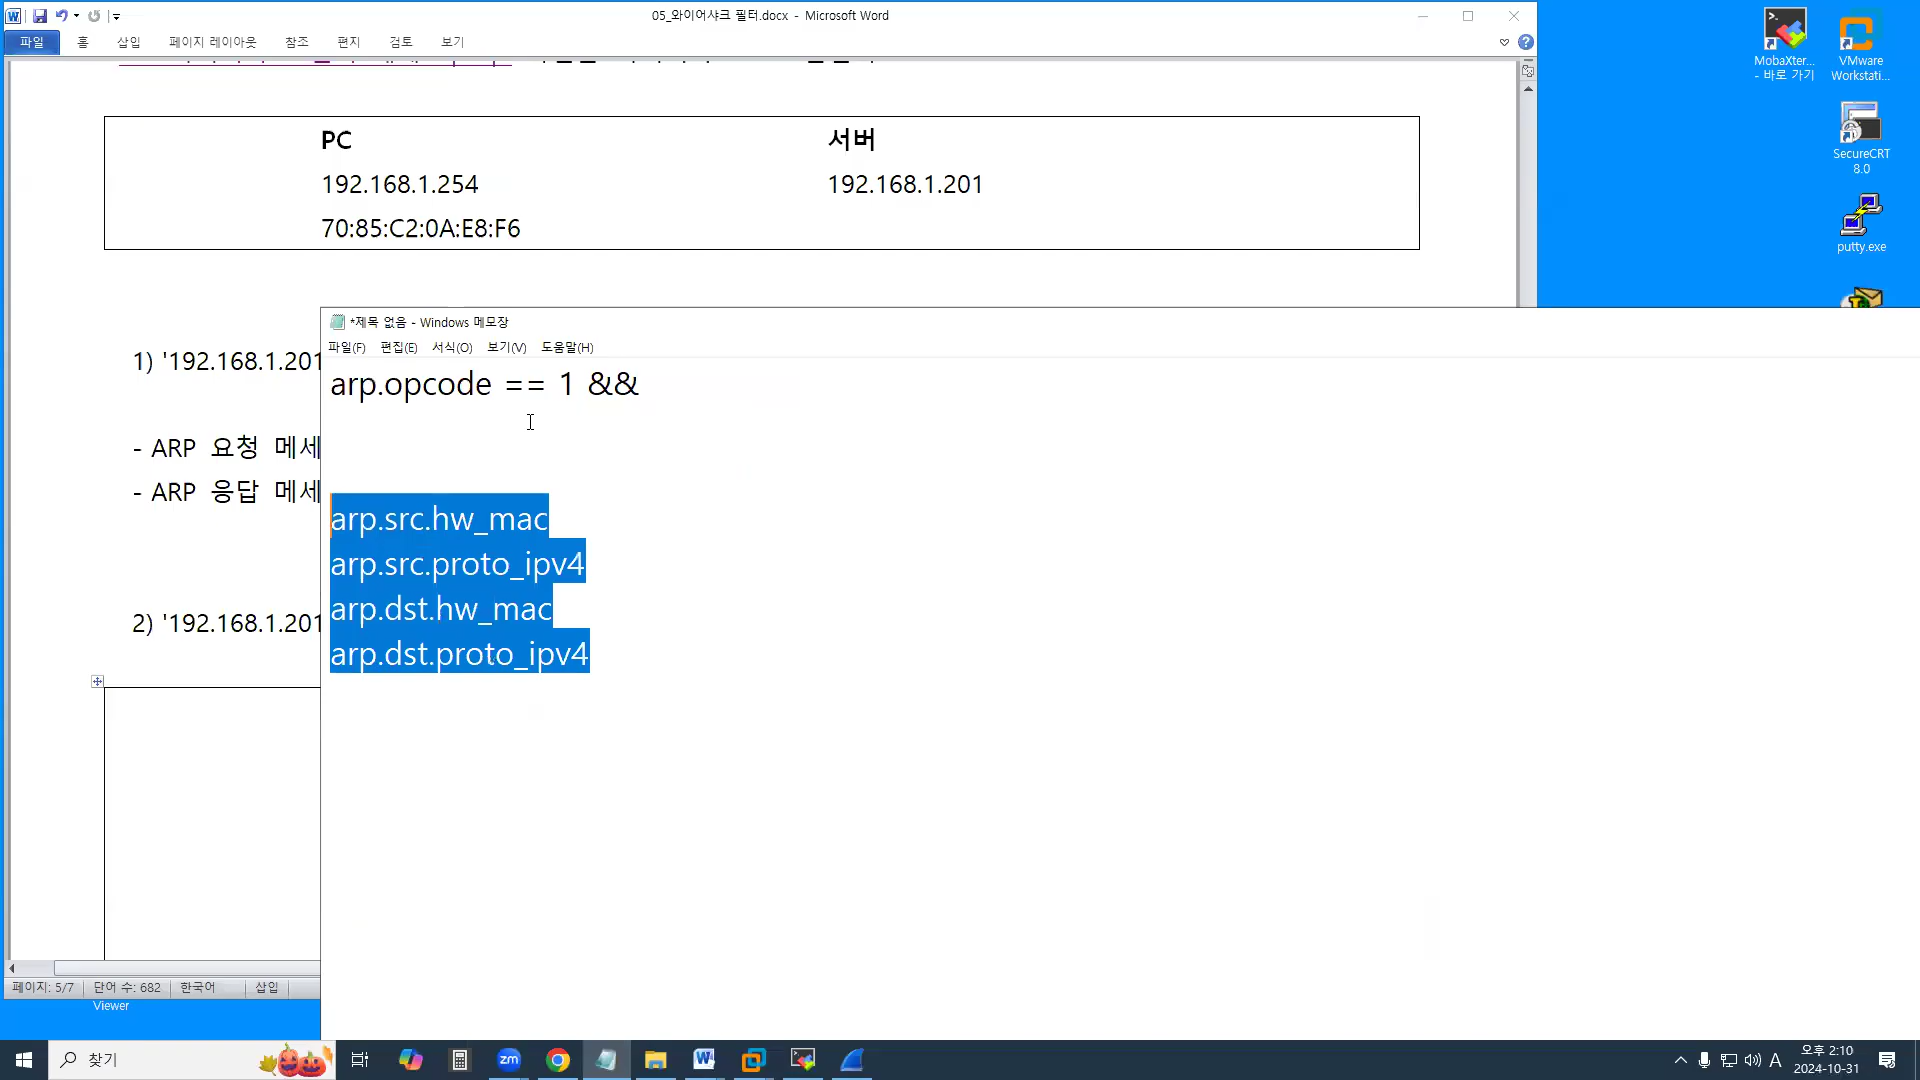 05_와이어샤크 필터.docx - Microsoft Word
파일 홈 삽입 페이지 레이아웃 참조 편지 검토 보기
PC 서버
192.168.1.254 192.168.1.201
70:85:C2:0A:E8:F6
1) '192.168.1.201
- ARP 요청 메세
- ARP 응답 메세
2) '192.168.1.201
*제목 없음 - Windows 메모장
파일(F) 편집(E) 서식(O) 보기(V) 도움말(H)
arp.opcode == 1 &&
arp.src.hw_mac
arp.src.proto_ipv4
arp.dst.hw_mac
arp.dst.proto_ipv4
페이지: 5/7 단어 수: 682 한국어 삽입
Viewer
MobaXter...
- 바로 가기
VMware
Workstati...
SecureCRT
8.0
putty.exe
찾기
zm
A
오후 2:10
2024-10-31